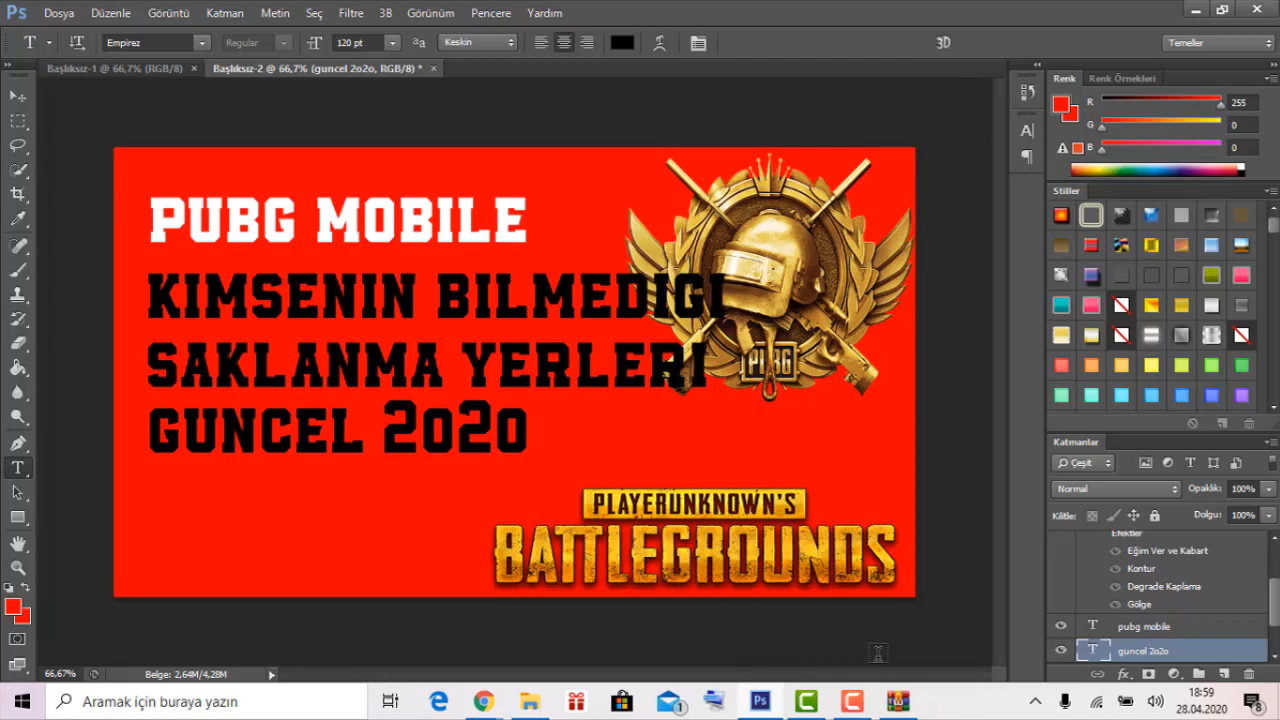 Ps Dosya Düzenle Görüntü Katman Metin Seç Filtre 3B Görünüm Pencere Yardım
T Empirez Regular 120 pt aa Keskin 3D Temeller
Başlıksız-1 @ 66,7% (RGB/8) × Başlıksız-2 @ 66,7% (guncel 2o2o, RGB/8) * ×
Renk Renk Örnekleri
R 255
G 0
B 0
Stiller
PUBG MOBILE
KIMSENIN BILMEDIGI
SAKLANMA YERLERI
GUNCEL 2o2o
PUBG
PLAYERUNKNOWN'S
BATTLEGROUNDS
Katmanlar
Çeşit
Normal Opaklık: 100%
Kilitle: Dolgu: 100%
Efektler
Eğim Ver ve Kabart
Kontur
Degrade Kaplama
Gölge
pubg mobile
guncel 2o2o
66,67% Belge: 2,64M/4,28M
Aramak için buraya yazın
18:59
28.04.2020